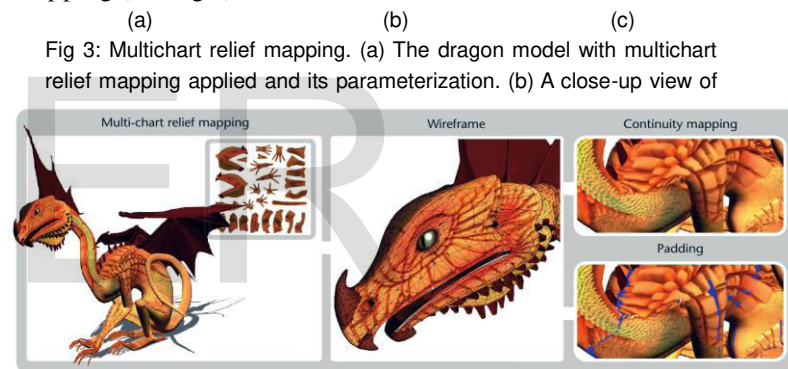 (a) (b) (c)
Fig 3: Multichart relief mapping. (a) The dragon model with multichart
relief mapping applied and its parameterization. (b) A close-up view of
Multi-chart relief mapping Wireframe Continuity mapping
Padding
ER